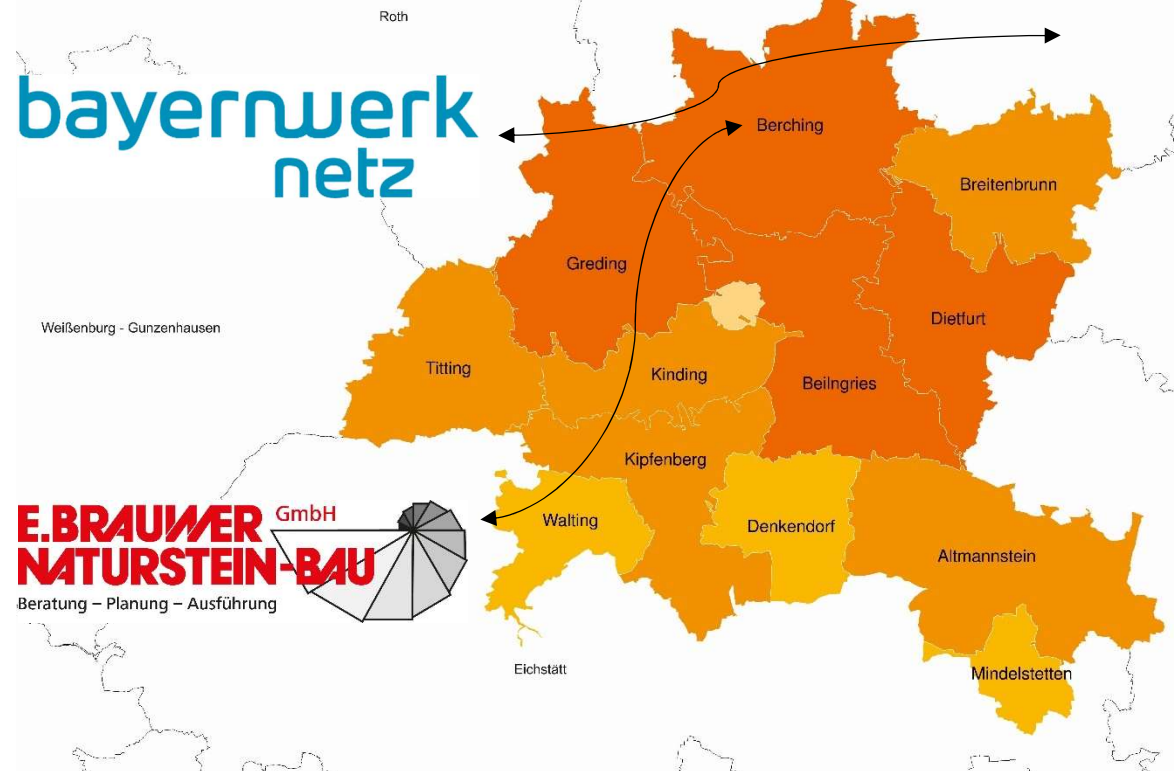 Roth
bayernwerk
netz
Berching
Breitenbrunn
Greding
Dietfurt
Weißenburg - Gunzenhausen
Titting
Kinding
Beilngries
Kipfenberg
E.BRAUMER GmbH
NATURSTEIN-BAU
Beratung – Planung – Ausführung
Walting
Denkendorf
Altmannstein
Eichstätt
Mindelstetten